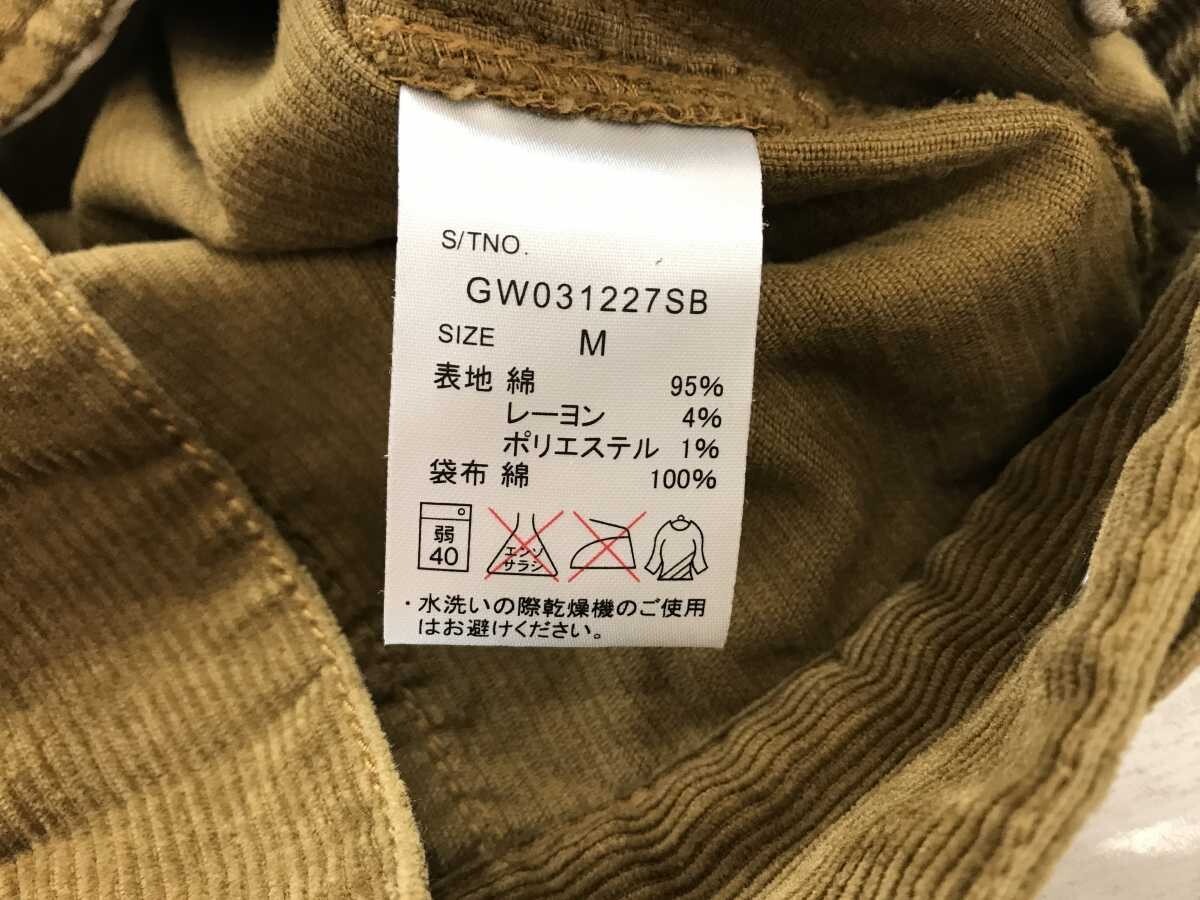 S/TNO.
GW031227SB
SIZE M
表地 綿 95%
レーヨン 4%
ポリエステル 1%
袋布 綿 100%
弱
40
エンソ
サラシ
・水洗いの際乾燥機のご使用
はお避けください。